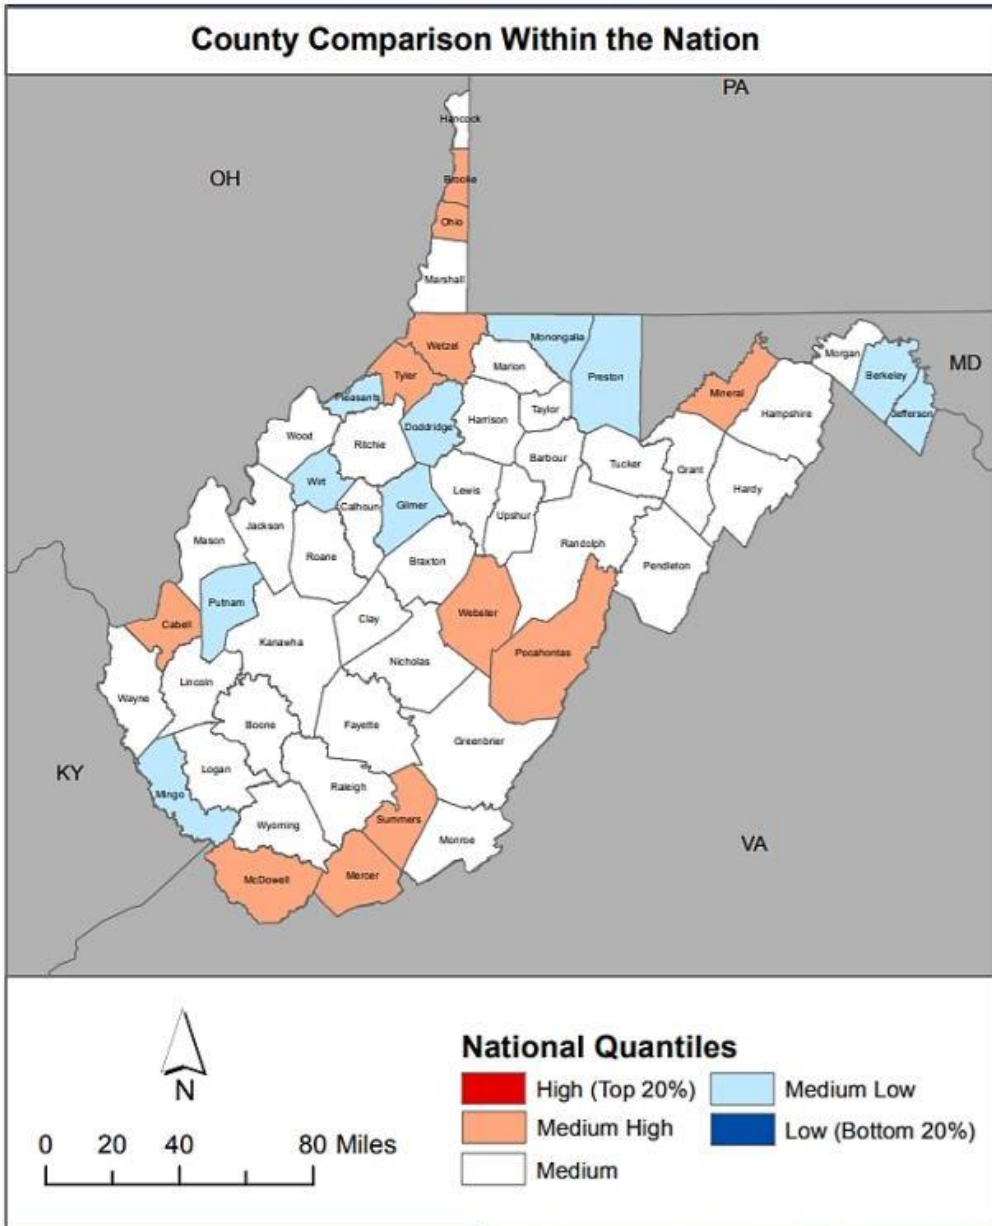 County Comparison Within the Nation
PA
Hancock
OH
Brooke
Ohio
Marshall
Wetzel
Monongalia
Morgan
MD
Marion
Tyler
Preston
Berkeley
Mineral
Pleasants
Taylor
Jefferson
Hampshire
Doddridge
Harrison
Wood
Ritchie
Barbour
Tucker
Grant
Wirt
Lewis
Hardy
Calhoun
Gilmer
Upshur
Jackson
Mason
Randolph
Roane
Braxton
Pendleton
Putnam
Webster
Clay
Cabell
Kanawha
Pocahontas
Nicholas
Lincoln
Wayne
Boone
Fayette
Greenbrier
KY
Logan
Raleigh
Mingo
Summers
Wyoming
Monroe
VA
Mercer
McDowell
N
0 20 40 80 Miles
National Quantiles
High (Top 20%)
Medium High
Medium
Medium Low
Low (Bottom 20%)